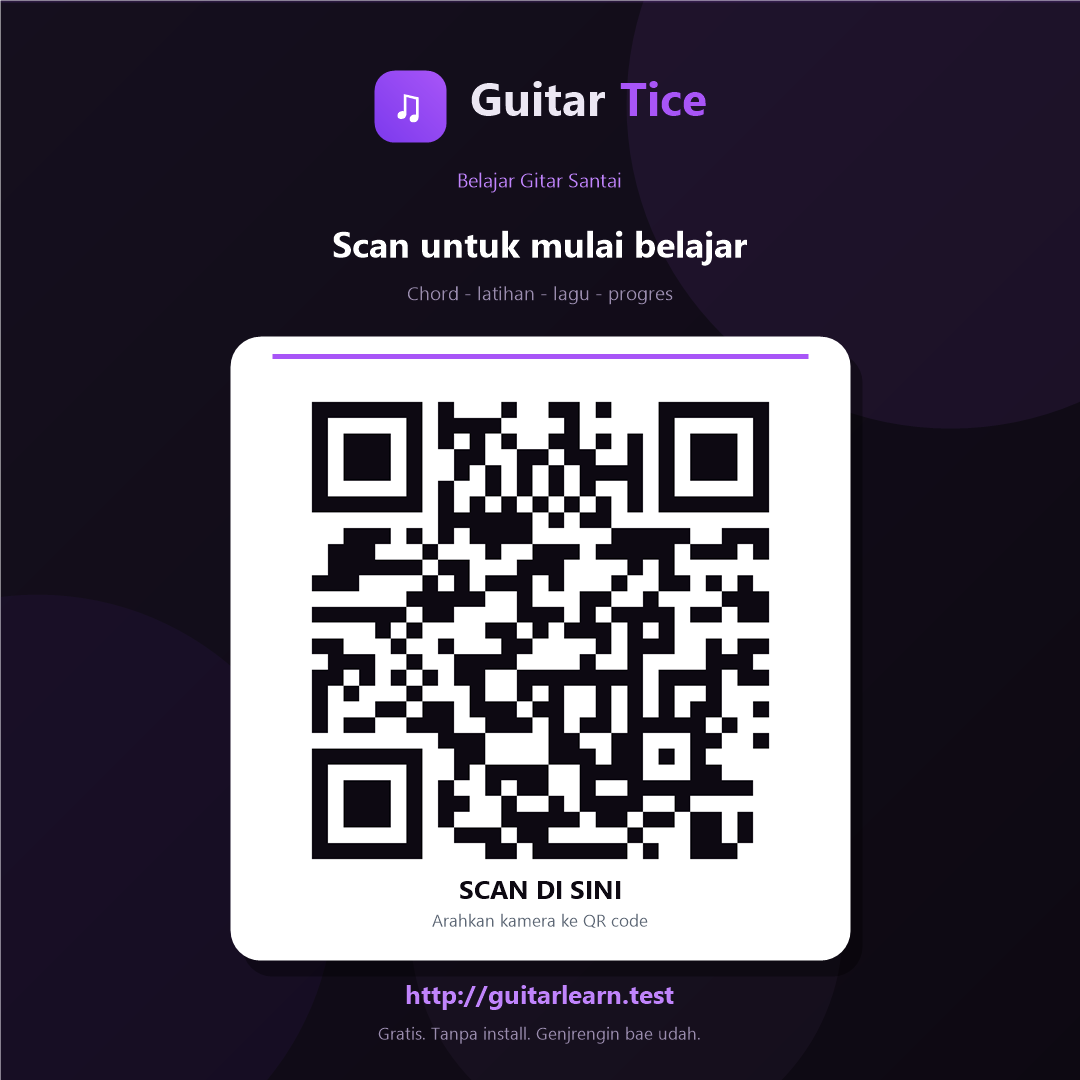 Guitar Tice
Belajar Gitar Santai
Scan untuk mulai belajar
Chord - latihan - lagu - progres
SCAN DI SINI
Arahkan kamera ke QR code
http://guitarlearn.test
Gratis. Tanpa install. Genjrengin bae udah.